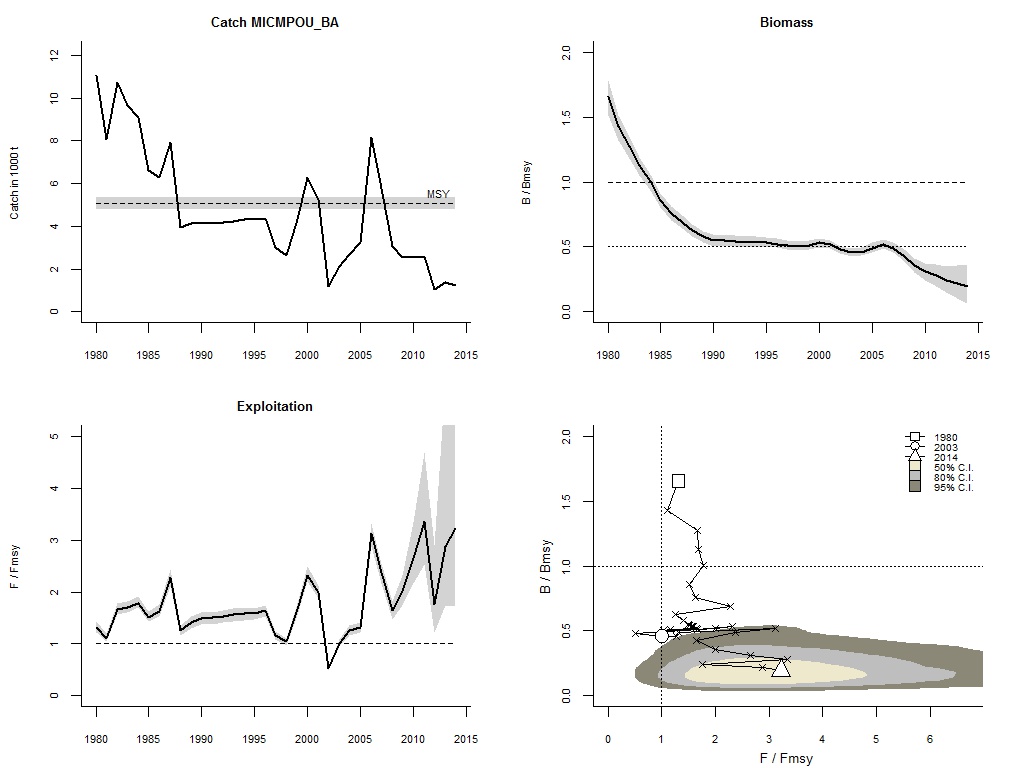 Catch MICMPOU_BA
Catch in 1000 t
12
10
8
6
4
2
0
MSY
1980 1985 1990 1995 2000 2005 2010 2015
Biomass
B / Bmsy
2.0
1.5
1.0
0.5
0.0
1980 1985 1990 1995 2000 2005 2010 2015
Exploitation
F / Fmsy
5
4
3
2
1
0
1980 1985 1990 1995 2000 2005 2010 2015
B / Bmsy
2.0
1.5
1.0
0.5
0.0
1980
2003
2014
50% C.I.
80% C.I.
95% C.I.
0 1 2 3 4 5 6
F / Fmsy